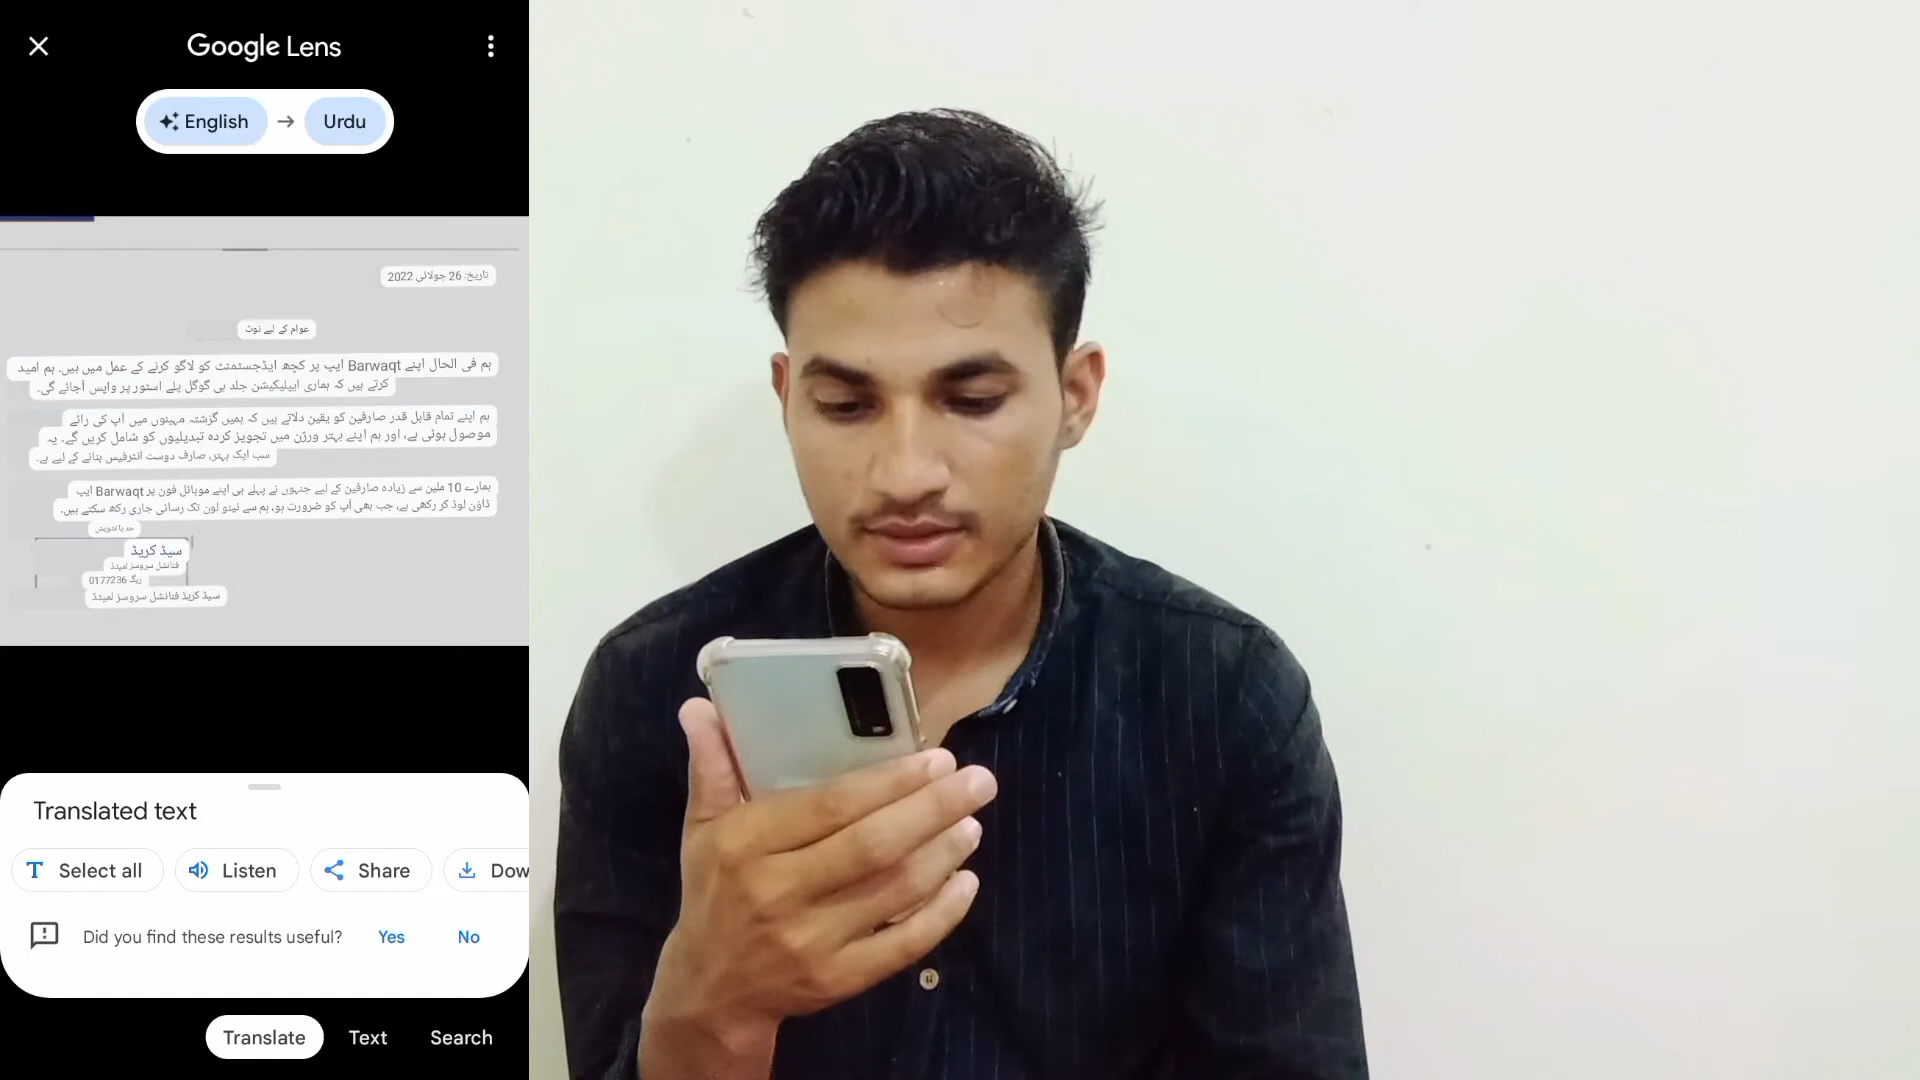 Google Lens
English → Urdu
تاریخ: 26 جولائی 2022
عوام کے لیے نوٹ
ہم فی الحال اپنے Barwaqt ایپ پر کچھ ایڈجسٹمنٹ کو لاگو کرنے کے عمل میں ہیں۔ ہم امید
کرتے ہیں کہ ہماری ایپلیکیشن جلد ہی گوگل پلے اسٹور پر واپس آجائے گی۔
ہم اپنے تمام قابل قدر صارفین کو یقین دلاتے ہیں کہ ہمیں گزشتہ مہینوں میں آپ کی رائے
موصول ہوئی ہے، اور ہم اپنے بہتر ورژن میں تجویز کردہ تبدیلیوں کو شامل کریں گے۔ یہ
سب ایک بہتر، صارف دوست انٹرفیس بنانے کے لیے ہے۔
ہمارے 10 ملین سے زیادہ صارفین کے لیے جنہوں نے پہلے ہی اپنے موبائل فون پر Barwaqt ایپ
ڈاؤن لوڈ کر رکھی ہے، جب بھی آپ کو ضرورت ہو، ہم سے نینو لون تک رسائی جاری رکھ سکتے ہیں۔
سیڈ کریڈ
فنانشل سروسز لمیٹڈ
ریگ 0177236
سیڈ کریڈ فنانشل سروسز لمیٹڈ
Translated text
Select all
Listen
Share
Dow
Did you find these results useful? Yes No
Translate Text Search